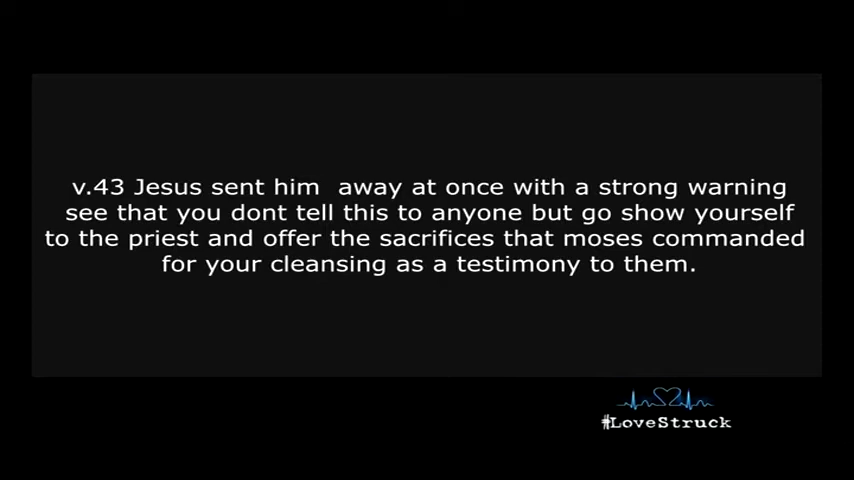 v.43 Jesus sent him  away at once with a strong warning
see that you dont tell this to anyone but go show yourself
to the priest and offer the sacrifices that moses commanded
for your cleansing as a testimony to them.
#LoveStruck